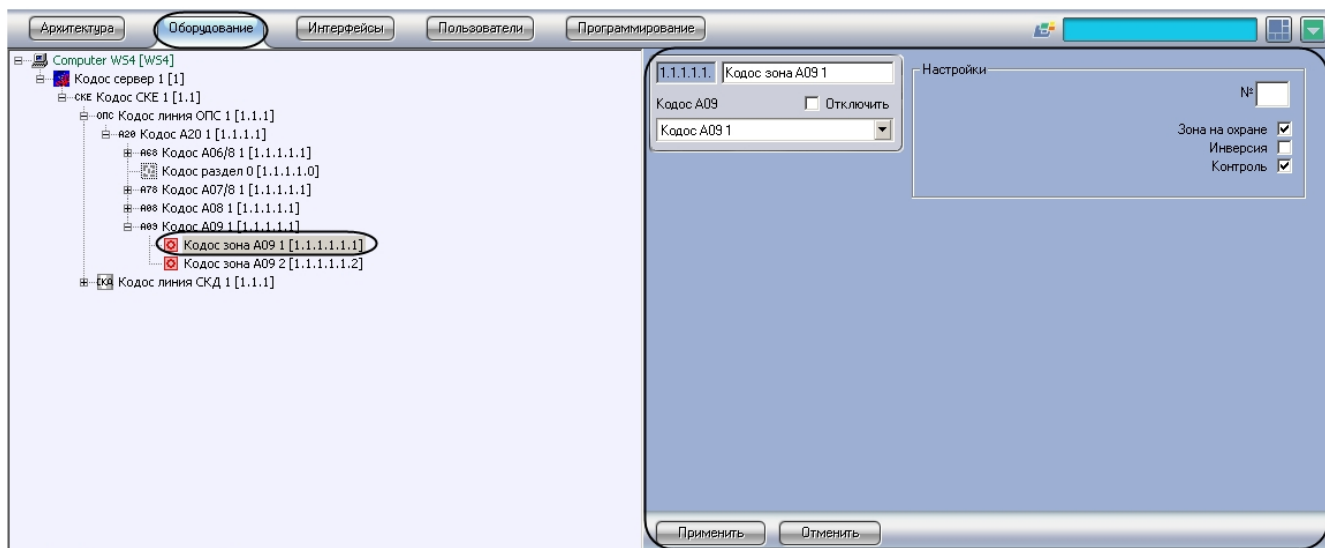 Архитектура Оборудование Интерфейсы Пользователи Программирование
Computer WS4 [WS4]
Кодос сервер 1 [1]
СКЕ Кодос СКЕ 1 [1.1]
ОПС Кодос линия ОПС 1 [1.1.1]
А20 Кодос А20 1 [1.1.1.1]
А68 Кодос А06/8 1 [1.1.1.1.1]
Кодос раздел 0 [1.1.1.1.0]
А78 Кодос А07/8 1 [1.1.1.1.1]
А08 Кодос А08 1 [1.1.1.1.1]
А09 Кодос А09 1 [1.1.1.1.1]
Кодос зона А09 1 [1.1.1.1.1.1]
Кодос зона А09 2 [1.1.1.1.1.2]
СКД Кодос линия СКД 1 [1.1.1]
1.1.1.1.1. Кодос зона А09 1
Кодос А09 Отключить
Кодос А09 1
Настройки
№
Зона на охране
Инверсия
Контроль
Применить Отменить